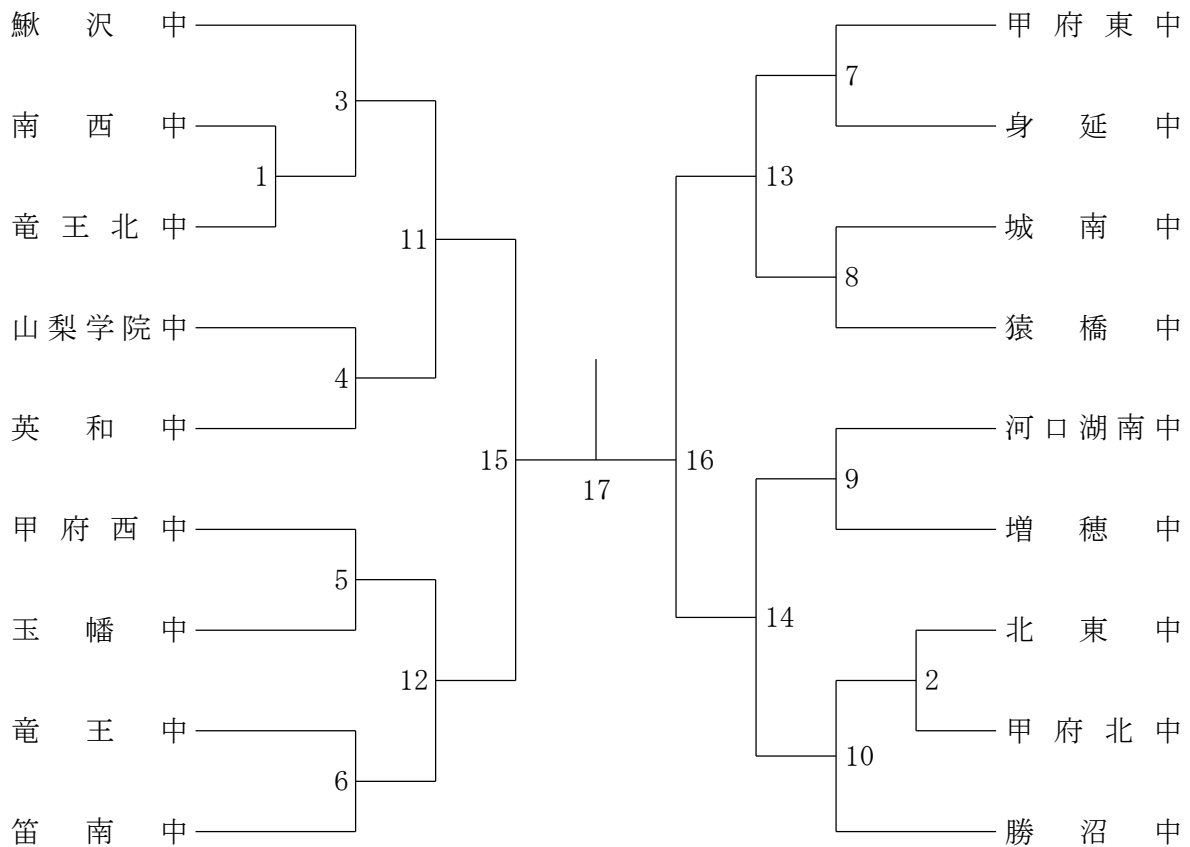 鰍沢中
南西中
竜王北中
山梨学院中
英和中
甲府西中
玉幡中
竜王中
笛南中
1
3
4
5
6
11
12
15
17
16
13
14
7
8
9
2
10
甲府東中
身延中
城南中
猿橋中
河口湖南中
増穂中
北東中
甲府北中
勝沼中